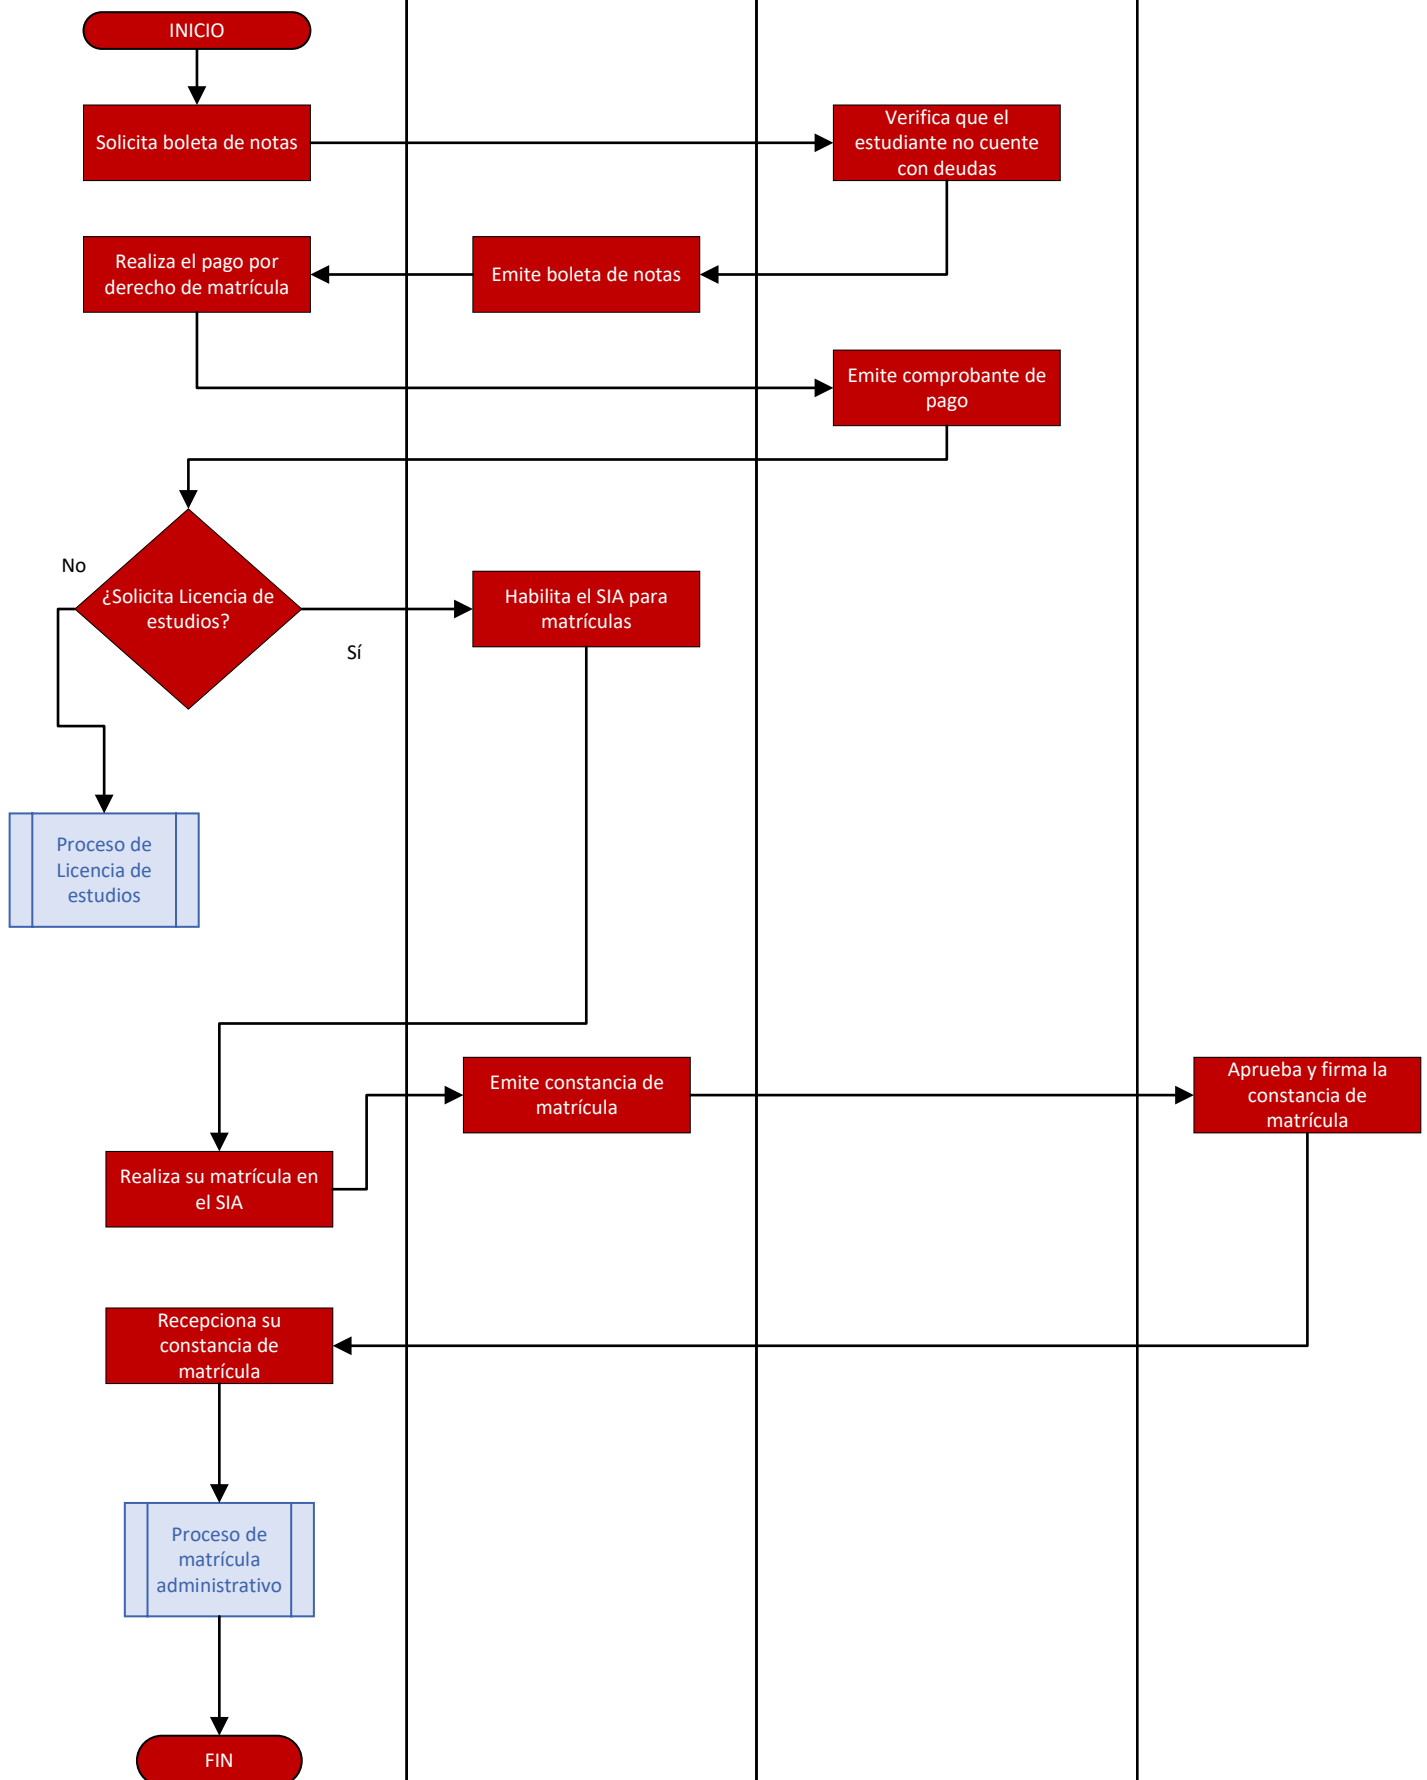 INICIO
Solicita boleta de notas
Verifica que el
estudiante no cuente
con deudas
Realiza el pago por
derecho de matrícula
Emite boleta de notas
Emite comprobante de
pago
No
¿Solicita Licencia de
estudios?
Sí
Habilita el SIA para
matrículas
Proceso de
Licencia de
estudios
Emite constancia de
matrícula
Aprueba y firma la
constancia de
matrícula
Realiza su matrícula en
el SIA
Recepciona su
constancia de
matrícula
Proceso de
matrícula
administrativo
FIN